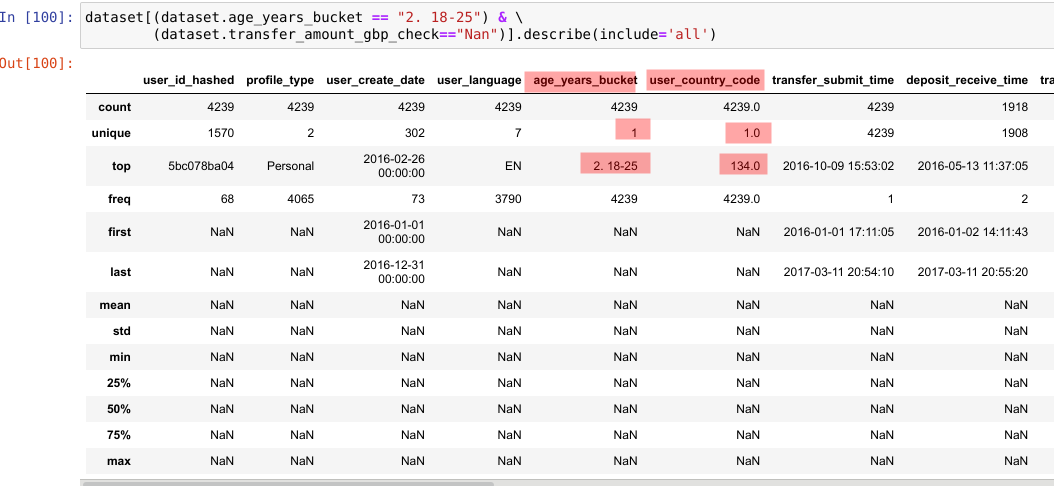 In [100]: dataset[(dataset.age_years_bucket == "2. 18-25") & \
(dataset.transfer_amount_gbp_check=="Nan")].describe(include='all')
Out[100]:
user_id_hashed profile_type user_create_date user_language age_years_bucket user_country_code transfer_submit_time deposit_receive_time tra
count 4239 4239 4239 4239 4239 4239.0 4239 1918
unique 1570 2 302 7 1 1.0 4239 1908
top 5bc078ba04 Personal 2016-02-26 00:00:00 EN 2. 18-25 134.0 2016-10-09 15:53:02 2016-05-13 11:37:05
freq 68 4065 73 3790 4239 4239.0 1 2
first NaN NaN 2016-01-01 00:00:00 NaN NaN NaN 2016-01-01 17:11:05 2016-01-02 14:11:43
last NaN NaN 2016-12-31 00:00:00 NaN NaN NaN 2017-03-11 20:54:10 2017-03-11 20:55:20
mean NaN NaN NaN NaN NaN NaN NaN NaN
std NaN NaN NaN NaN NaN NaN NaN NaN
min NaN NaN NaN NaN NaN NaN NaN NaN
25% NaN NaN NaN NaN NaN NaN NaN NaN
50% NaN NaN NaN NaN NaN NaN NaN NaN
75% NaN NaN NaN NaN NaN NaN NaN NaN
max NaN NaN NaN NaN NaN NaN NaN NaN